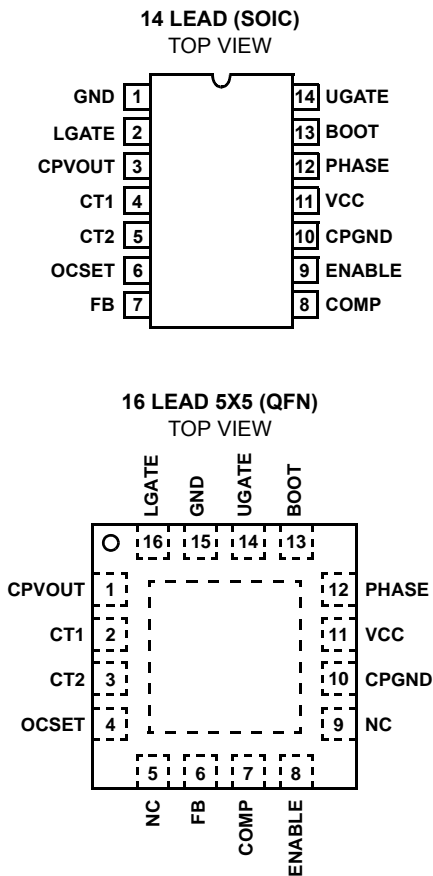 14 LEAD (SOIC)
TOP VIEW
GND 1 14 UGATE
LGATE 2 13 BOOT
CPVOUT 3 12 PHASE
CT1 4 11 VCC
CT2 5 10 CPGND
OCSET 6 9 ENABLE
FB 7 8 COMP
16 LEAD 5X5 (QFN)
TOP VIEW
LGATE GND UGATE BOOT
16 15 14 13
CPVOUT 1 12 PHASE
CT1 2 11 VCC
CT2 3 10 CPGND
OCSET 4 9 NC
5 6 7 8
NC FB COMP ENABLE